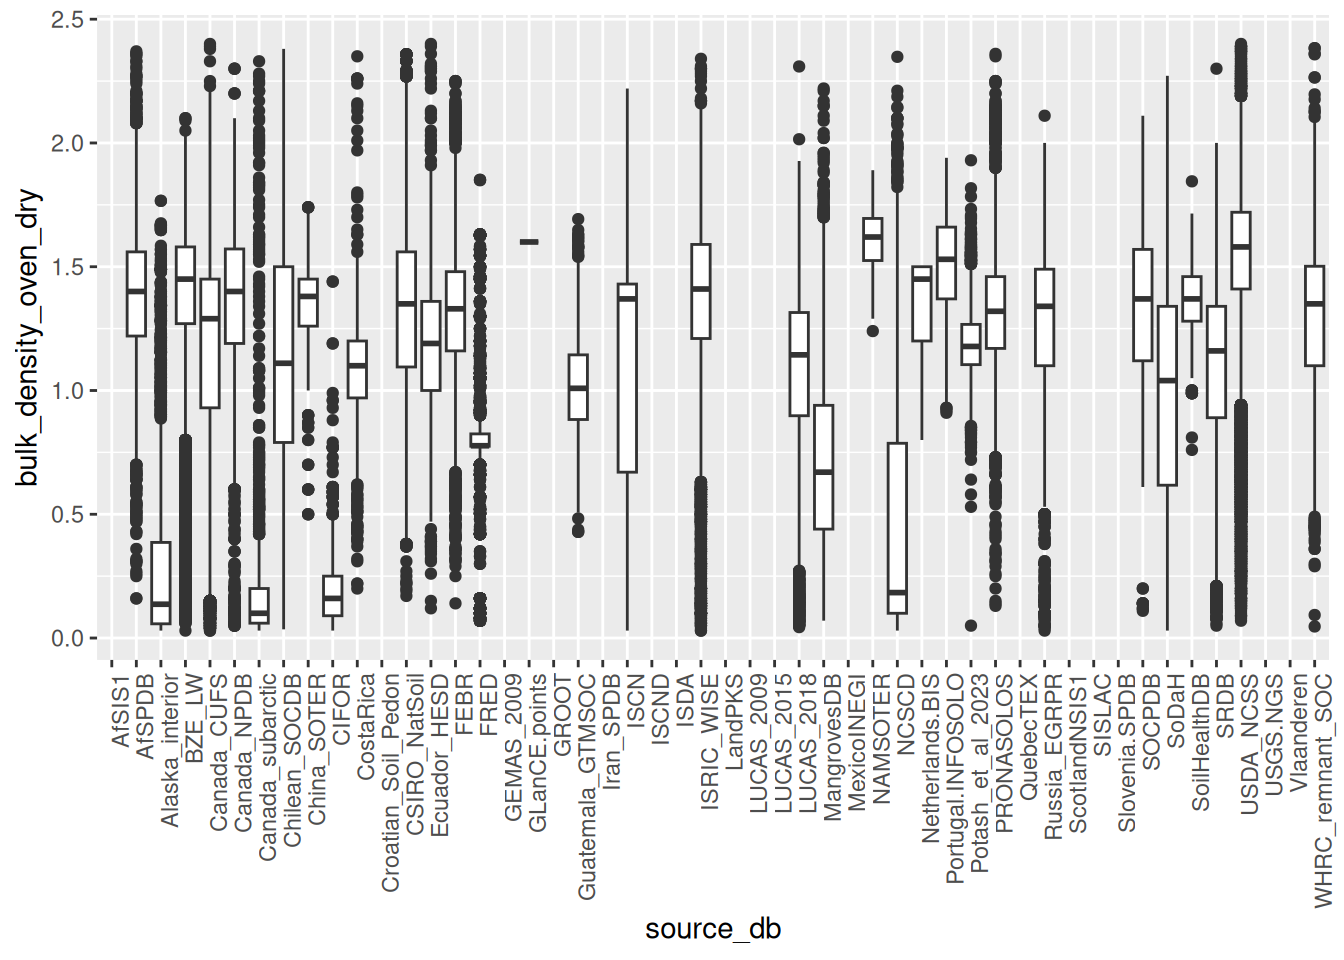 2.5
2.0
1.5
1.0
0.5
0.0
bulk_density_oven_dry
AfSIS1
AfSPDB
Alaska_interior
BZE_LW
Canada_CUFS
Canada_NPDB
Canada_subarctic
Chilean_SOCDB
China_SOTER
CIFOR
CostaRica
Croatian_Soil_Pedon
CSIRO_NatSoil
Ecuador_HESD
FEBR
FRED
GEMAS_2009
GLanCE.points
GROOT
Guatemala_GTMSOC
Iran_SPDB
ISCN
ISCND
ISDA
ISRIC_WISE
LandPKS
LUCAS_2009
LUCAS_2015
LUCAS_2018
MangrovesDB
MexicoINEGI
NAMSOTER
NCSCD
Netherlands.BIS
Portugal.INFOSOLO
Potash_et_al_2023
PRONASOLOS
QuebecTEX
Russia_EGRPR
ScotlandNSIS1
SISLAC
Slovenia.SPDB
SOCPDB
SoDaH
SoilHealthDB
SRDB
USDA_NCSS
USGS.NGS
Vlaanderen
WHRC_remnant_SOC
source_db